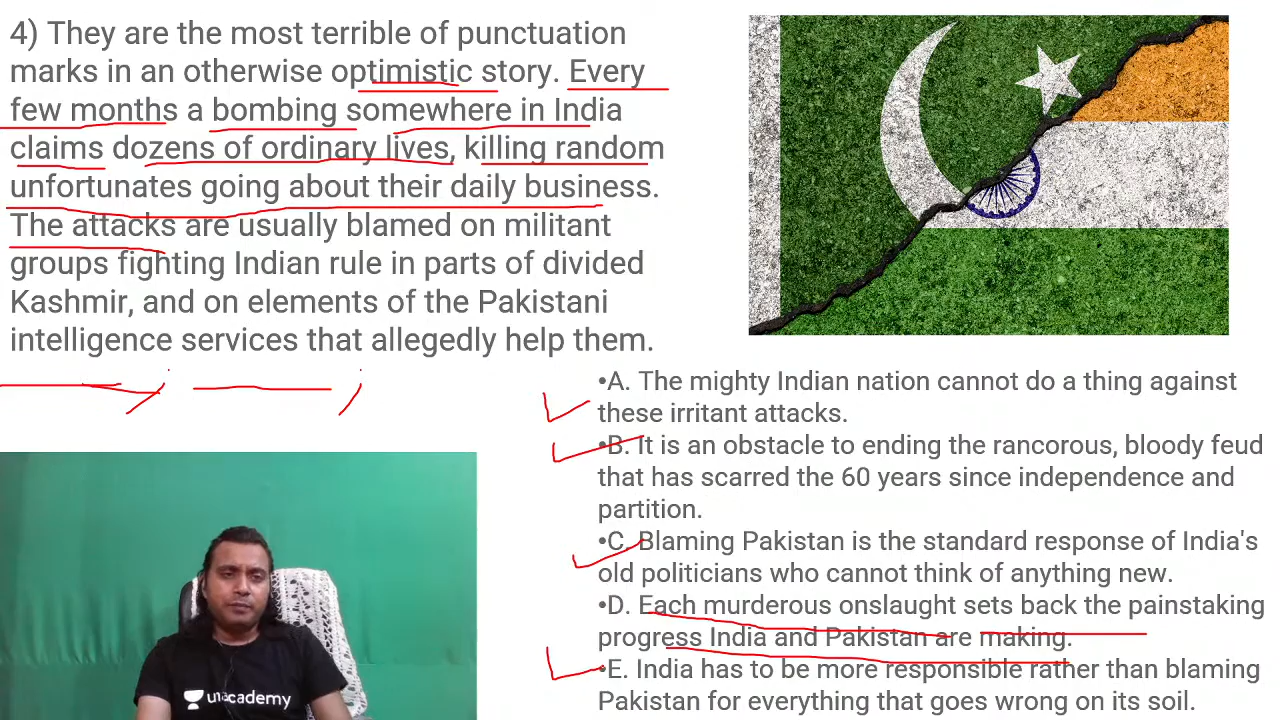 4) They are the most terrible of punctuation
marks in an otherwise optimistic story. Every
few months a bombing somewhere in India
claims dozens of ordinary lives, killing random
unfortunates going about their daily business.
The attacks are usually blamed on militant
groups fighting Indian rule in parts of divided
Kashmir, and on elements of the Pakistani
intelligence services that allegedly help them.
•A. The mighty Indian nation cannot do a thing against
these irritant attacks.
•B. It is an obstacle to ending the rancorous, bloody feud
that has scarred the 60 years since independence and
partition.
•C. Blaming Pakistan is the standard response of India's
old politicians who cannot think of anything new.
•D. Each murderous onslaught sets back the painstaking
progress India and Pakistan are making.
•E. India has to be more responsible rather than blaming
Pakistan for everything that goes wrong on its soil.
unacademy